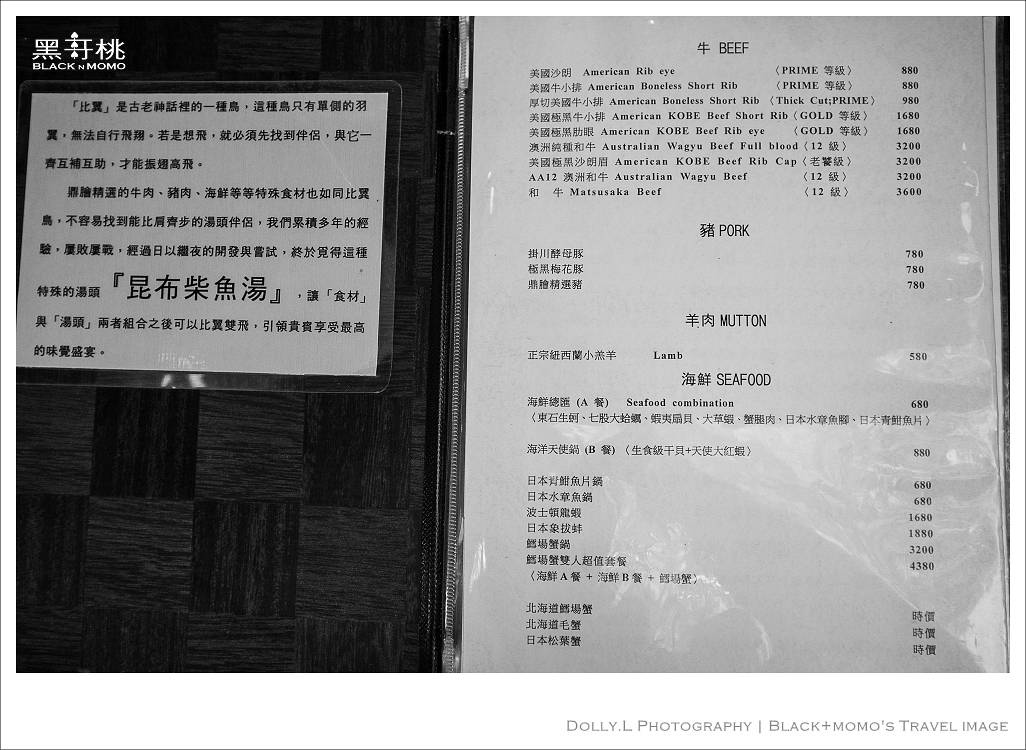 黑荳桃
BLACK N MOMO
「比翼」是古老神話裡的一種鳥,這種鳥只有單側的羽
翼,無法自行飛翔。若是想飛,就必須先找到伴侶,與它一
齊互補互助,才能振翅高飛。
鼎膾精選的牛肉、豬肉、海鮮等等特殊食材也如同比翼
鳥,不容易找到能比肩齊步的湯頭伴侶,我們累積多年的經
驗,屢敗屢戰,經過日以繼夜的開發與嘗試,終於覓得這種
特殊的湯頭『昆布柴魚湯』,讓「食材」
與「湯頭」兩者組合之後可以比翼雙飛,引領貴賓享受最高
的味覺盛宴。
牛 BEEF
美國沙朗 American Rib eye 〈PRIME 等級〉 880
美國牛小排 American Boneless Short Rib 〈PRIME 等級〉 880
厚切美國牛小排 American Boneless Short Rib 〈Thick Cut;PRIME〉 980
美國極黑牛小排 American KOBE Beef Short Rib〈GOLD 等級〉 1680
美國極黑肋眼 American KOBE Beef Rib eye 〈GOLD 等級〉 1680
澳洲純種和牛 Australian Wagyu Beef Full blood〈12 級〉 3200
美國極黑沙朗眉 American KOBE Beef Rib Cap〈老饕級〉 3200
AA12 澳洲和牛 Australian Wagyu Beef 〈12 級〉 3200
和 牛 Matsusaka Beef 〈12 級〉 3600
豬 PORK
掛川酵母豚 780
極黑梅花豚 780
鼎膾精選豬 780
羊肉 MUTTON
正宗紐西蘭小羔羊 Lamb 580
海鮮 SEAFOOD
海鮮總匯 (A 餐) Seafood combination 680
〈東石生蚵、七股大蛤蠣、蝦夷扇貝、大草蝦、蟹腿肉、日本水章魚腳、日本青魽魚片〉
海洋天使鍋 (B 餐) 〈生食級干貝+天使大紅蝦〉 880
日本青魽魚片鍋 680
日本水章魚鍋 680
波士頓龍蝦 1680
日本象拔蚌 1880
鱈場蟹鍋 3200
鱈場蟹雙人超值套餐 4380
〈海鮮A餐 + 海鮮B餐 + 鱈場蟹〉
北海道鱈場蟹 時價
北海道毛蟹 時價
日本松葉蟹 時價
DOLLY.L PHOTOGRAPHY | BLACK+MOMO'S TRAVEL IMAGE